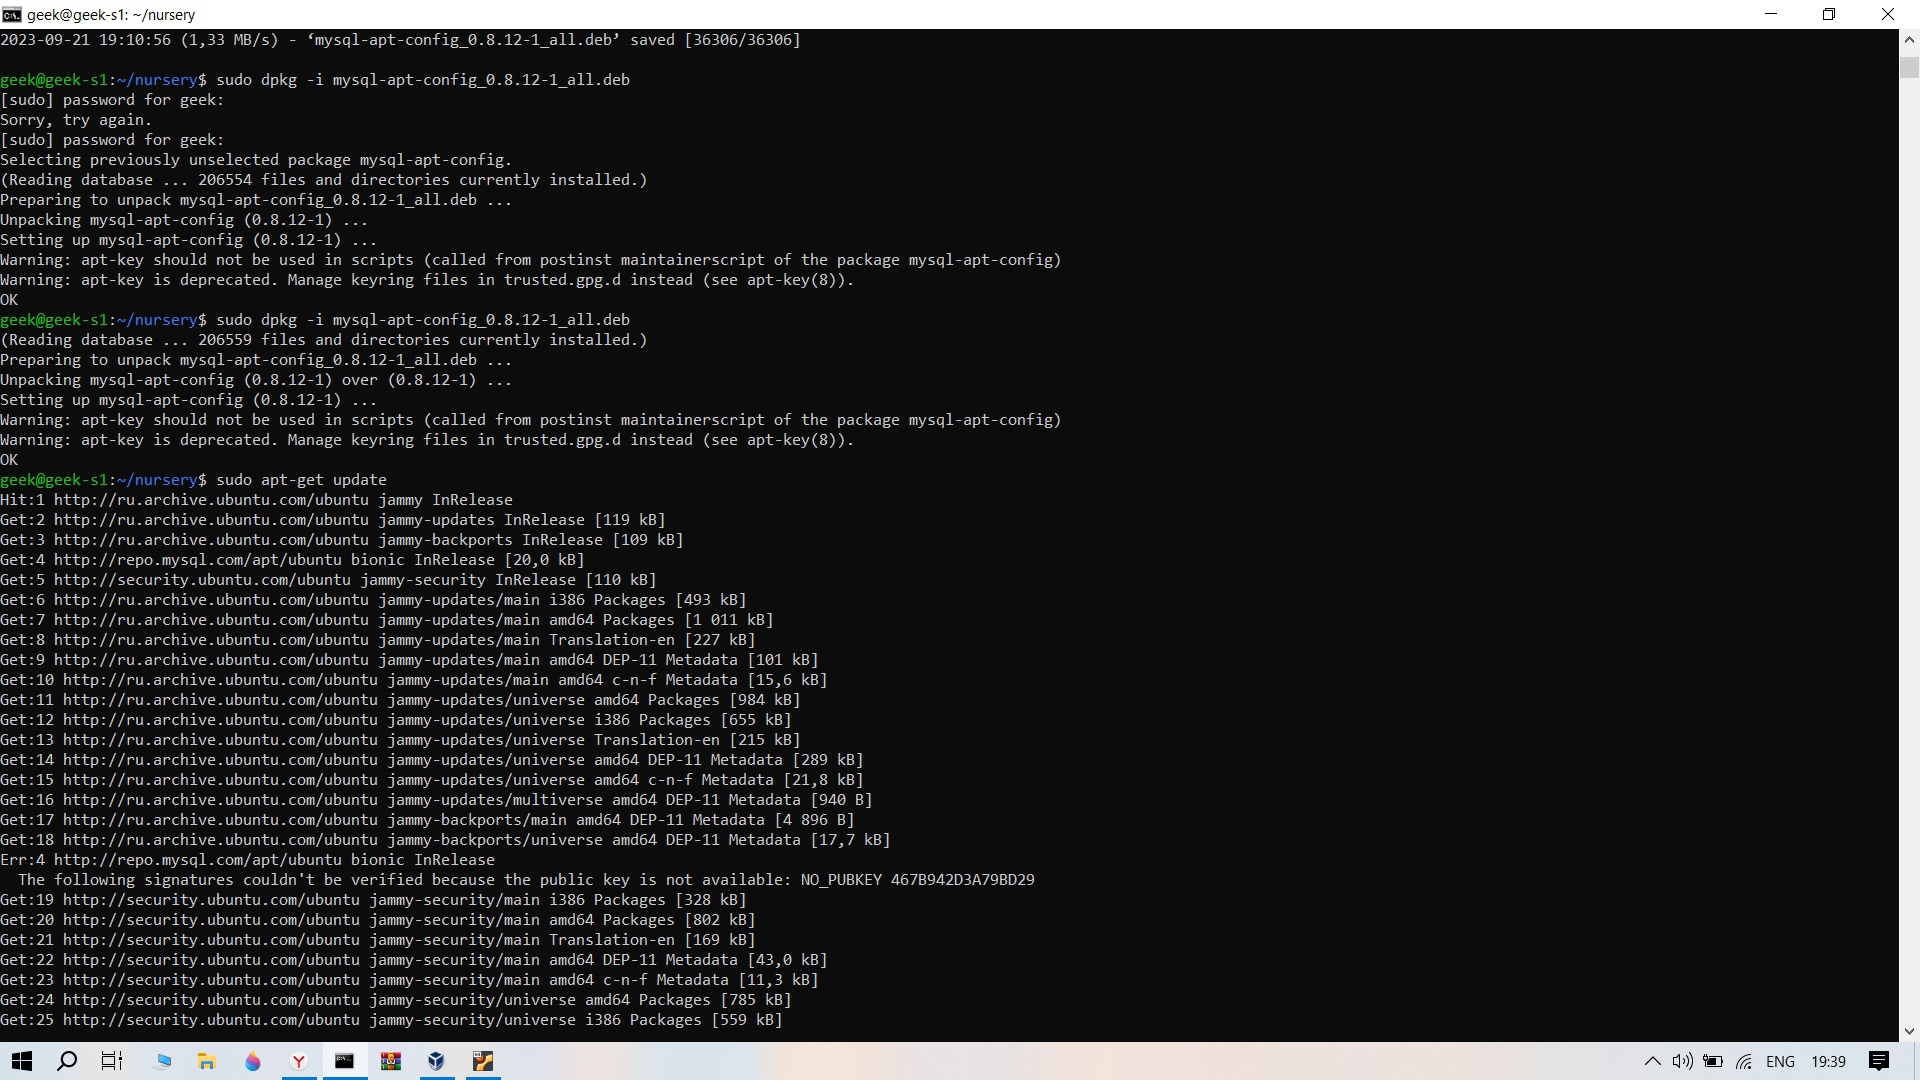 geek@geek-s1: ~/nursery
2023-09-21 19:10:56 (1,33 MB/s) - ‘mysql-apt-config_0.8.12-1_all.deb’ saved [36306/36306]
geek@geek-s1:~/nursery$ sudo dpkg -i mysql-apt-config_0.8.12-1_all.deb
[sudo] password for geek:
Sorry, try again.
[sudo] password for geek:
Selecting previously unselected package mysql-apt-config.
(Reading database ... 206554 files and directories currently installed.)
Preparing to unpack mysql-apt-config_0.8.12-1_all.deb ...
Unpacking mysql-apt-config (0.8.12-1) ...
Setting up mysql-apt-config (0.8.12-1) ...
Warning: apt-key should not be used in scripts (called from postinst maintainerscript of the package mysql-apt-config)
Warning: apt-key is deprecated. Manage keyring files in trusted.gpg.d instead (see apt-key(8)).
OK
geek@geek-s1:~/nursery$ sudo dpkg -i mysql-apt-config_0.8.12-1_all.deb
(Reading database ... 206559 files and directories currently installed.)
Preparing to unpack mysql-apt-config_0.8.12-1_all.deb ...
Unpacking mysql-apt-config (0.8.12-1) over (0.8.12-1) ...
Setting up mysql-apt-config (0.8.12-1) ...
Warning: apt-key should not be used in scripts (called from postinst maintainerscript of the package mysql-apt-config)
Warning: apt-key is deprecated. Manage keyring files in trusted.gpg.d instead (see apt-key(8)).
OK
geek@geek-s1:~/nursery$ sudo apt-get update
Hit:1 http://ru.archive.ubuntu.com/ubuntu jammy InRelease
Get:2 http://ru.archive.ubuntu.com/ubuntu jammy-updates InRelease [119 kB]
Get:3 http://ru.archive.ubuntu.com/ubuntu jammy-backports InRelease [109 kB]
Get:4 http://repo.mysql.com/apt/ubuntu bionic InRelease [20,0 kB]
Get:5 http://security.ubuntu.com/ubuntu jammy-security InRelease [110 kB]
Get:6 http://ru.archive.ubuntu.com/ubuntu jammy-updates/main i386 Packages [493 kB]
Get:7 http://ru.archive.ubuntu.com/ubuntu jammy-updates/main amd64 Packages [1 011 kB]
Get:8 http://ru.archive.ubuntu.com/ubuntu jammy-updates/main Translation-en [227 kB]
Get:9 http://ru.archive.ubuntu.com/ubuntu jammy-updates/main amd64 DEP-11 Metadata [101 kB]
Get:10 http://ru.archive.ubuntu.com/ubuntu jammy-updates/main amd64 c-n-f Metadata [15,6 kB]
Get:11 http://ru.archive.ubuntu.com/ubuntu jammy-updates/universe amd64 Packages [984 kB]
Get:12 http://ru.archive.ubuntu.com/ubuntu jammy-updates/universe i386 Packages [655 kB]
Get:13 http://ru.archive.ubuntu.com/ubuntu jammy-updates/universe Translation-en [215 kB]
Get:14 http://ru.archive.ubuntu.com/ubuntu jammy-updates/universe amd64 DEP-11 Metadata [289 kB]
Get:15 http://ru.archive.ubuntu.com/ubuntu jammy-updates/universe amd64 c-n-f Metadata [21,8 kB]
Get:16 http://ru.archive.ubuntu.com/ubuntu jammy-updates/multiverse amd64 DEP-11 Metadata [940 B]
Get:17 http://ru.archive.ubuntu.com/ubuntu jammy-backports/main amd64 DEP-11 Metadata [4 896 B]
Get:18 http://ru.archive.ubuntu.com/ubuntu jammy-backports/universe amd64 DEP-11 Metadata [17,7 kB]
Err:4 http://repo.mysql.com/apt/ubuntu bionic InRelease
The following signatures couldn't be verified because the public key is not available: NO_PUBKEY 467B942D3A79BD29
Get:19 http://security.ubuntu.com/ubuntu jammy-security/main i386 Packages [328 kB]
Get:20 http://security.ubuntu.com/ubuntu jammy-security/main amd64 Packages [802 kB]
Get:21 http://security.ubuntu.com/ubuntu jammy-security/main Translation-en [169 kB]
Get:22 http://security.ubuntu.com/ubuntu jammy-security/main amd64 DEP-11 Metadata [43,0 kB]
Get:23 http://security.ubuntu.com/ubuntu jammy-security/main amd64 c-n-f Metadata [11,3 kB]
Get:24 http://security.ubuntu.com/ubuntu jammy-security/universe amd64 Packages [785 kB]
Get:25 http://security.ubuntu.com/ubuntu jammy-security/universe i386 Packages [559 kB]
ENG 19:39